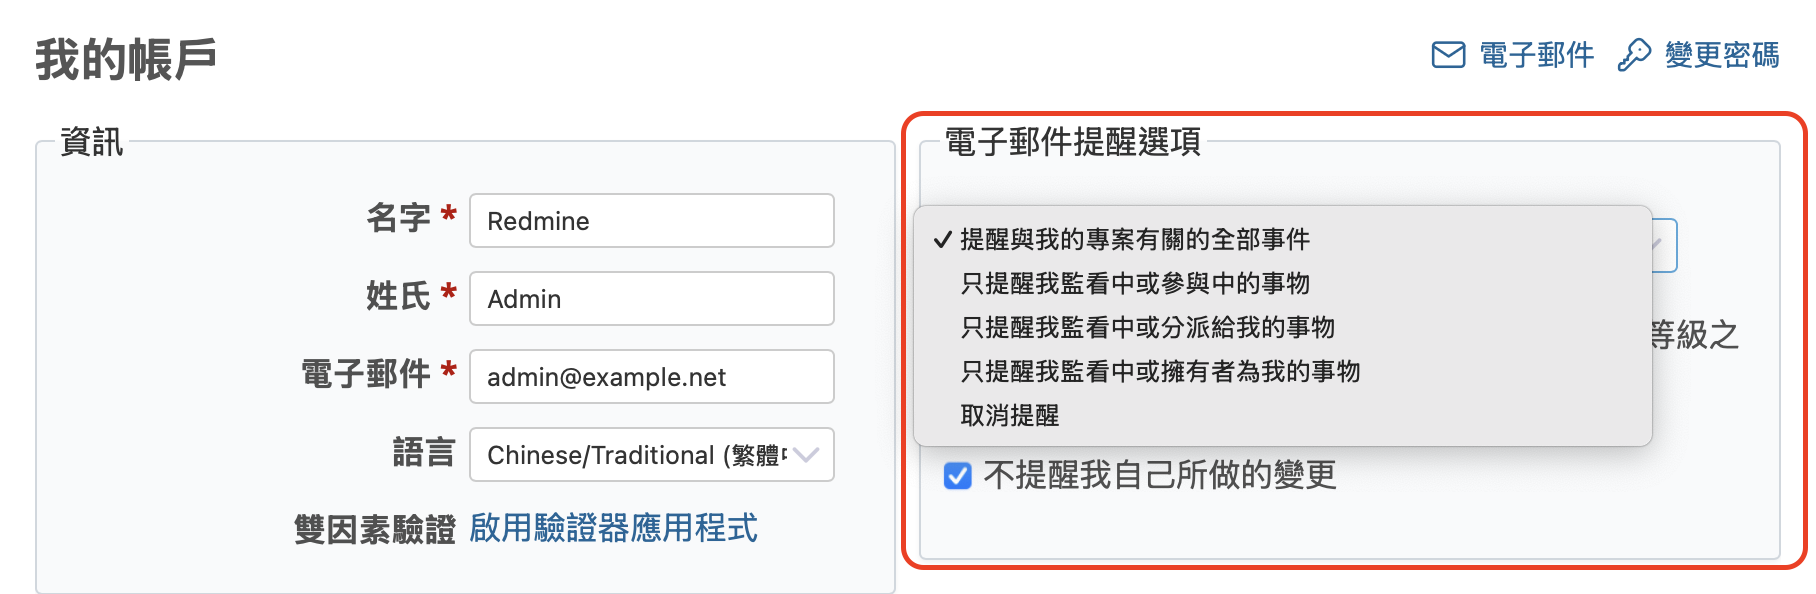 我的帳戶
電子郵件
變更密碼
資訊
名字 *
Redmine
姓氏 *
Admin
電子郵件 *
admin@example.net
語言
Chinese/Traditional (繁體
雙因素驗證
啟用驗證器應用程式
電子郵件提醒選項
✓ 提醒與我的專案有關的全部事件
只提醒我監看中或參與中的事物
只提醒我監看中或分派給我的事物
只提醒我監看中或擁有者為我的事物
取消提醒
等級之
不提醒我自己所做的變更